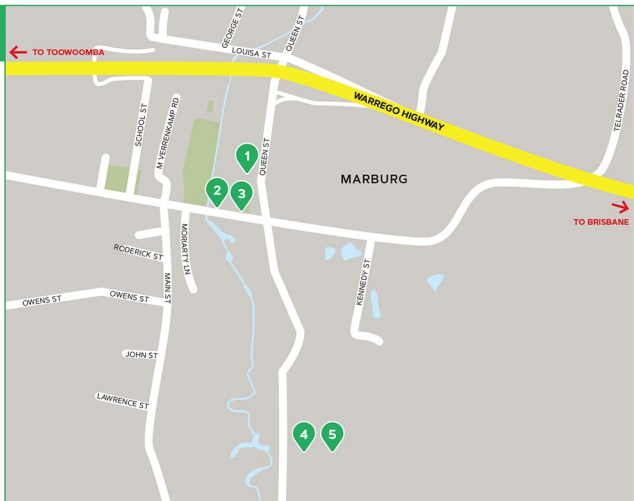 GEORGE ST
QUEEN ST
LOUISA ST
TO TOOWOOMBA
WARREGO HIGHWAY
TELRADER ROAD
SCHOOL ST
M VERRENKAMP RD
QUEEN ST
1
MARBURG
2
3
TO BRISBANE
MORIARTY LN
RODERICK ST
MAIN ST
KENNEDY ST
OWENS ST
OWENS ST
JOHN ST
LAWRENCE ST
4
5